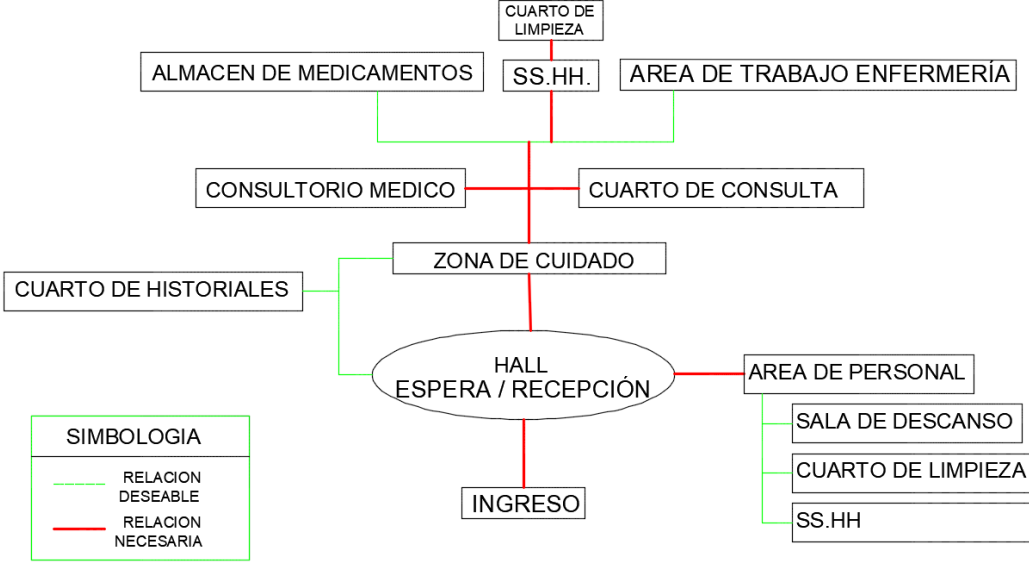 CUARTO DE
LIMPIEZA
ALMACEN DE MEDICAMENTOS
SS.HH.
AREA DE TRABAJO ENFERMERÍA
CONSULTORIO MEDICO
CUARTO DE CONSULTA
ZONA DE CUIDADO
CUARTO DE HISTORIALES
HALL
ESPERA / RECEPCIÓN
AREA DE PERSONAL
SALA DE DESCANSO
CUARTO DE LIMPIEZA
SS.HH
INGRESO
SIMBOLOGIA
RELACION
DESEABLE
RELACION
NECESARIA